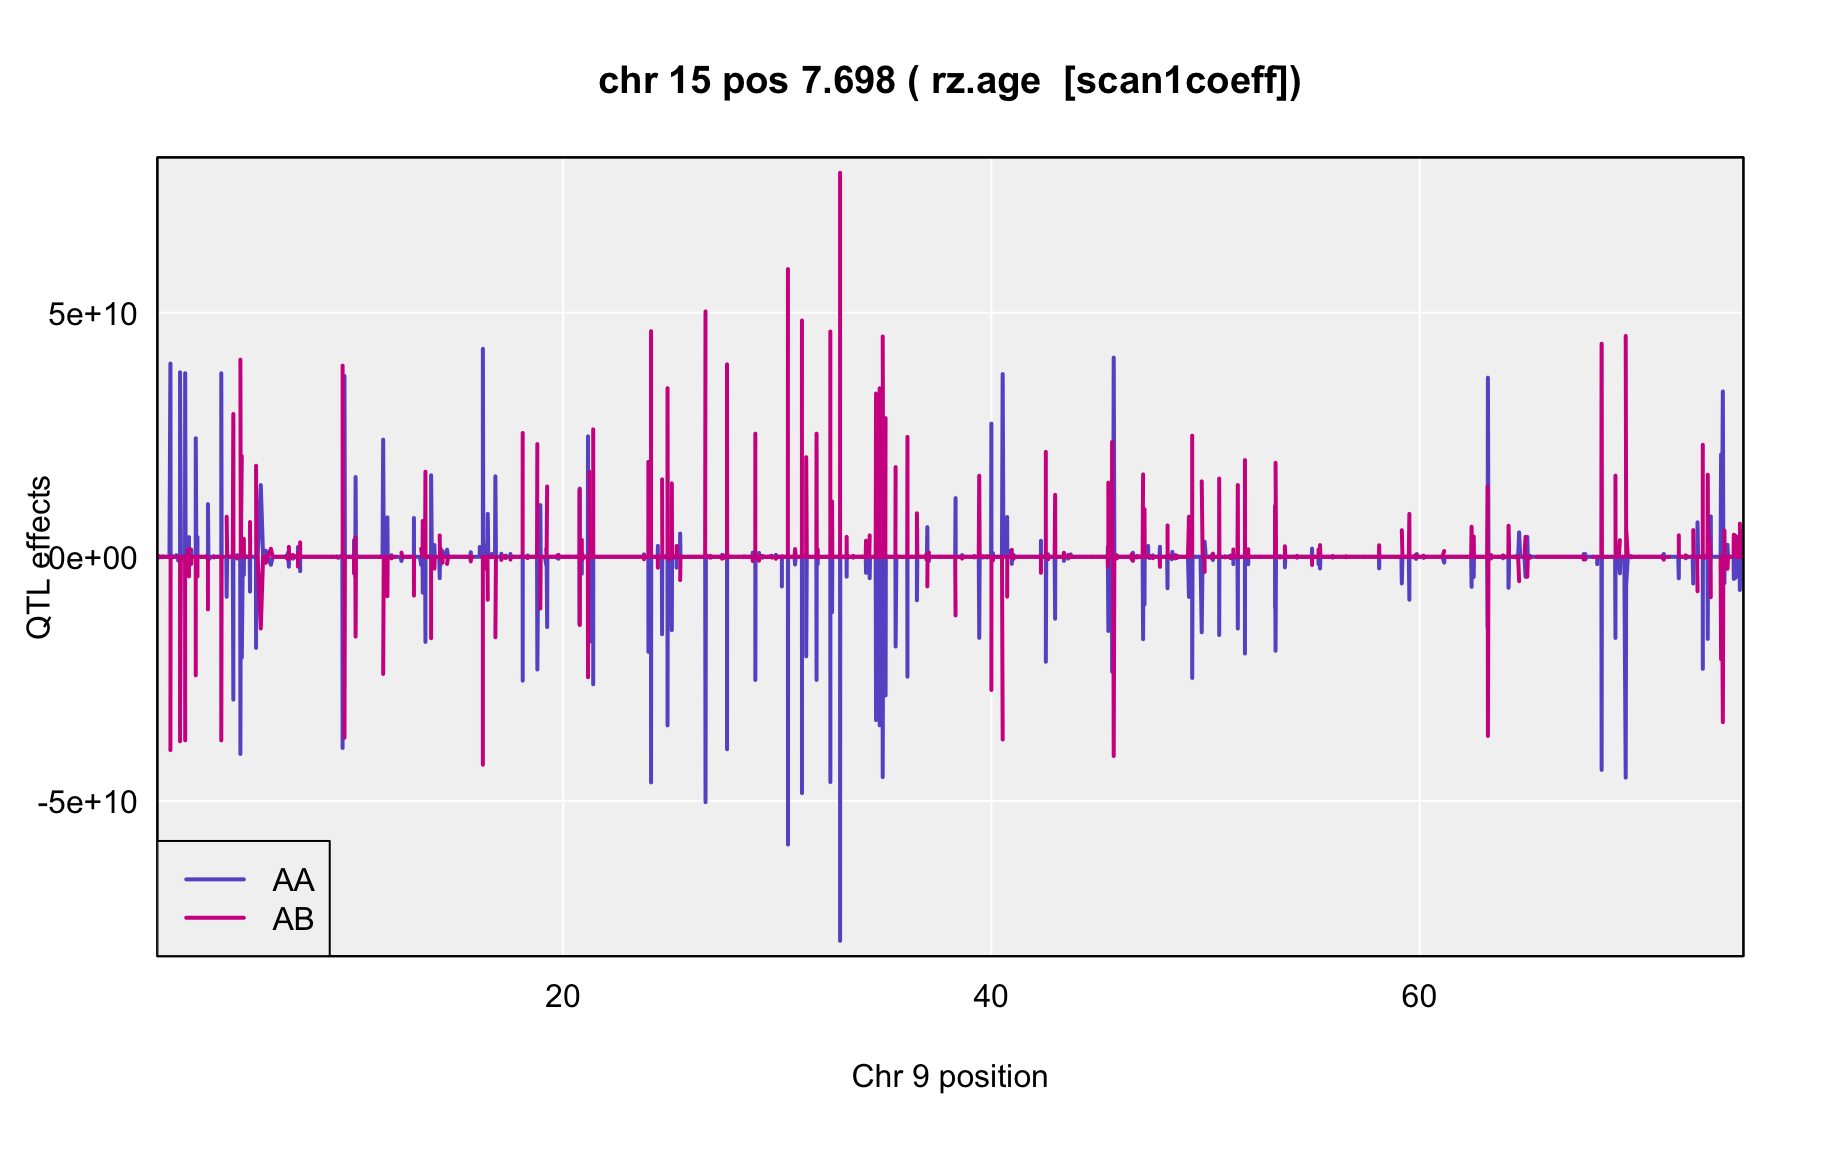 chr 15 pos 7.698 ( rz.age  [scan1coeff])
QTL effects
5e+10
0e+00
-5e+10
AA
AB
20
40
60
Chr 9 position